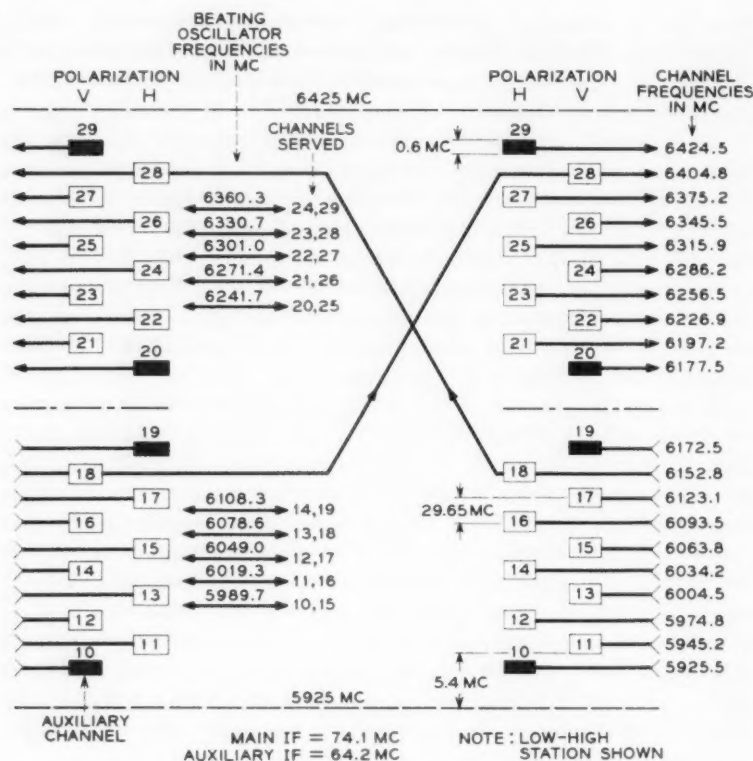 BEATING
OSCILLATOR
FREQUENCIES
IN MC
POLARIZATION
V H
6425 MC
POLARIZATION
H V
CHANNEL
FREQUENCIES
IN MC
CHANNELS
SERVED
0.6 MC
29 29 6424.5
28 28 6404.8
27 6360.3 24,29 27 6375.2
26 6330.7 23,28 26 6345.5
25 6301.0 22,27 25 6315.9
24 6271.4 21,26 24 6286.2
23 6241.7 20,25 23 6256.5
22 22 6226.9
21 21 6197.2
20 20 6177.5
19 19 6172.5
18 18 6152.8
17 6108.3 14,19 17 6123.1
29.65 MC
16 6078.6 13,18 16 6093.5
15 6049.0 12,17 15 6063.8
14 6019.3 11,16 14 6034.2
13 5989.7 10,15 13 6004.5
12 12 5974.8
11 11 5945.2
10 10 5925.5
5.4 MC
5925 MC
AUXILIARY
CHANNEL
MAIN IF = 74.1 MC
AUXILIARY IF = 64.2 MC
NOTE: LOW-HIGH
STATION SHOWN